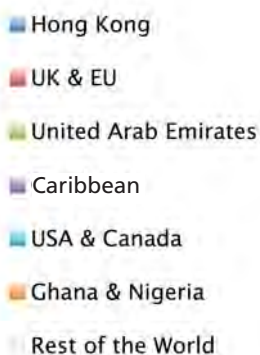 Hong Kong
UK & EU
United Arab Emirates
Caribbean
USA & Canada
Ghana & Nigeria
Rest of the World